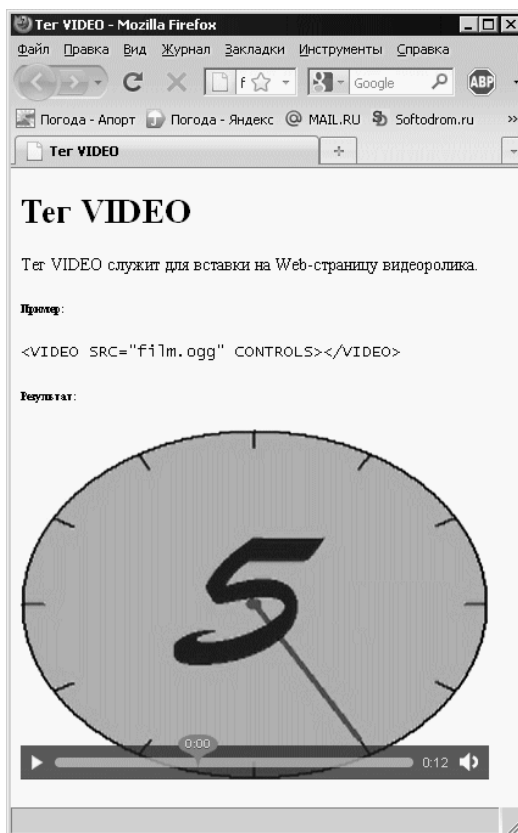 Тег VIDEO - Mozilla Firefox
Файл Правка Вид Журнал Закладки Инструменты Справка
f Google ABP
Погода - Апорт Погода - Яндекс @ MAIL.RU Softodrom.ru »
Тег VIDEO
Тег VIDEO
Тег VIDEO служит для вставки на Web-страницу видеоролика.
Пример:
<VIDEO SRC="film.ogg" CONTROLS></VIDEO>
Результат:
5
0:00
0:12